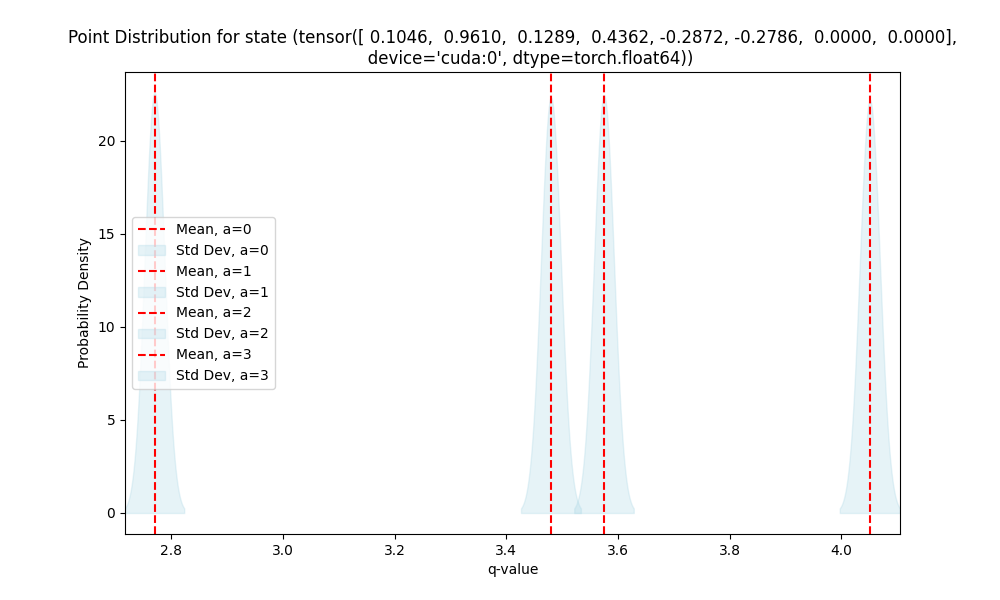 Point Distribution for state (tensor([ 0.1046,  0.9610,  0.1289,  0.4362, -0.2872, -0.2786,  0.0000,  0.0000],
device='cuda:0', dtype=torch.float64))
Probability Density
20
15
10
5
0
Mean, a=0
Std Dev, a=0
Mean, a=1
Std Dev, a=1
Mean, a=2
Std Dev, a=2
Mean, a=3
Std Dev, a=3
2.8 3.0 3.2 3.4 3.6 3.8 4.0
q-value